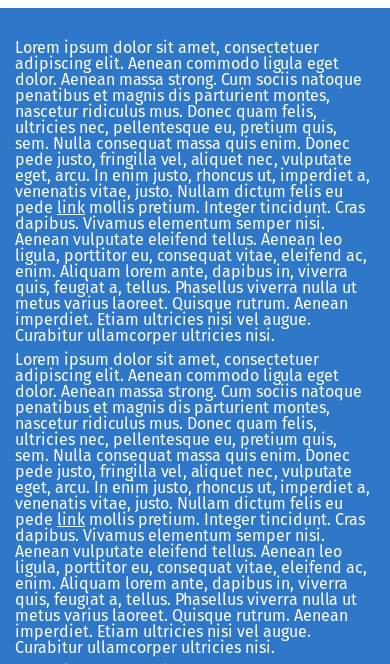 Lorem ipsum dolor sit amet, consectetuer
adipiscing elit. Aenean commodo ligula eget
dolor. Aenean massa strong. Cum sociis natoque
penatibus et magnis dis parturient montes,
nascetur ridiculus mus. Donec quam felis,
ultricies nec, pellentesque eu, pretium quis,
sem. Nulla consequat massa quis enim. Donec
pede justo, fringilla vel, aliquet nec, vulputate
eget, arcu. In enim justo, rhoncus ut, imperdiet a,
venenatis vitae, justo. Nullam dictum felis eu
pede link mollis pretium. Integer tincidunt. Cras
dapibus. Vivamus elementum semper nisi.
Aenean vulputate eleifend tellus. Aenean leo
ligula, porttitor eu, consequat vitae, eleifend ac,
enim. Aliquam lorem ante, dapibus in, viverra
quis, feugiat a, tellus. Phasellus viverra nulla ut
metus varius laoreet. Quisque rutrum. Aenean
imperdiet. Etiam ultricies nisi vel augue.
Curabitur ullamcorper ultricies nisi.
Lorem ipsum dolor sit amet, consectetuer
adipiscing elit. Aenean commodo ligula eget
dolor. Aenean massa strong. Cum sociis natoque
penatibus et magnis dis parturient montes,
nascetur ridiculus mus. Donec quam felis,
ultricies nec, pellentesque eu, pretium quis,
sem. Nulla consequat massa quis enim. Donec
pede justo, fringilla vel, aliquet nec, vulputate
eget, arcu. In enim justo, rhoncus ut, imperdiet a,
venenatis vitae, justo. Nullam dictum felis eu
pede link mollis pretium. Integer tincidunt. Cras
dapibus. Vivamus elementum semper nisi.
Aenean vulputate eleifend tellus. Aenean leo
ligula, porttitor eu, consequat vitae, eleifend ac,
enim. Aliquam lorem ante, dapibus in, viverra
quis, feugiat a, tellus. Phasellus viverra nulla ut
metus varius laoreet. Quisque rutrum. Aenean
imperdiet. Etiam ultricies nisi vel augue.
Curabitur ullamcorper ultricies nisi.